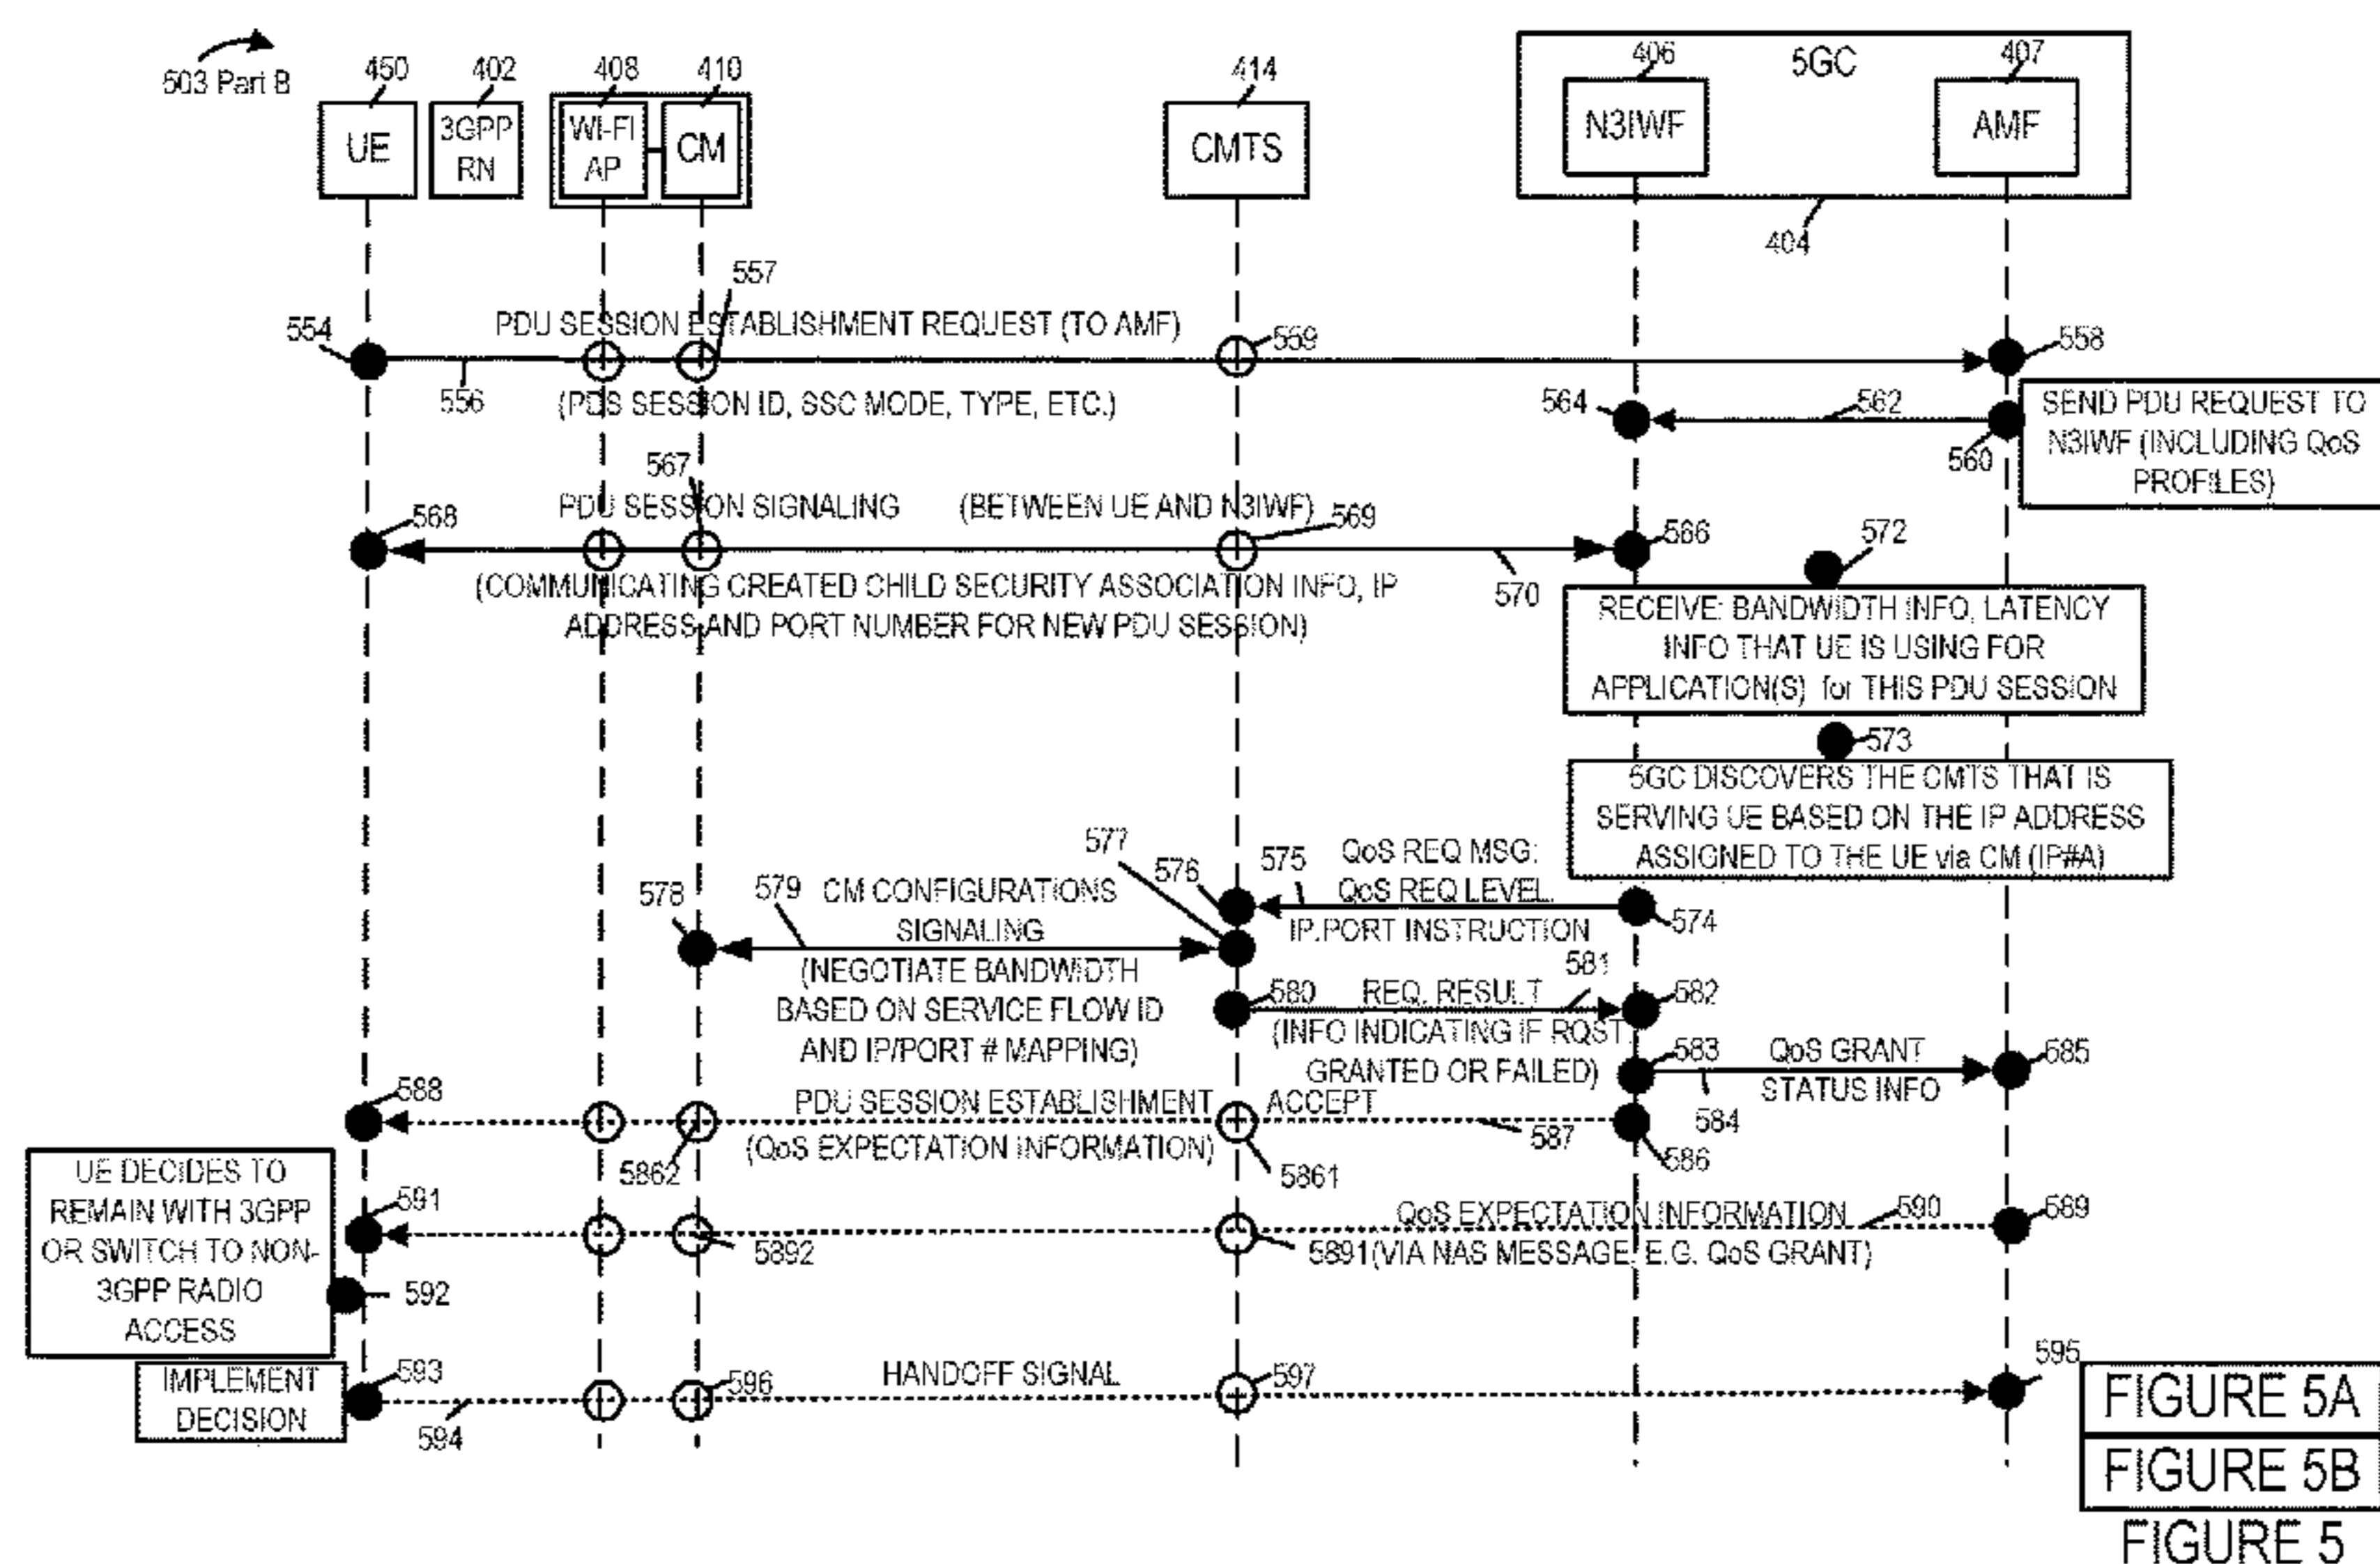 503 Part B
450
402
408
410
414
406
5GC
407
UE
3GPP
RN
WI-FI
AP
CM
CMTS
N3IWF
AMF
404
557
554
PDU SESSION ESTABLISHMENT REQUEST (TO AMF)
559
558
556
(PDS SESSION ID, SSC MODE, TYPE, ETC.)
564
562
560
SEND PDU REQUEST TO
N3IWF (INCLUDING QoS
PROFILES)
567
568
PDU SESSION SIGNALING (BETWEEN UE AND N3IWF)
569
566
572
570
(COMMUNICATING CREATED CHILD SECURITY ASSOCIATION INFO, IP
ADDRESS AND PORT NUMBER FOR NEW PDU SESSION)
RECEIVE: BANDWIDTH INFO, LATENCY
INFO THAT UE IS USING FOR
APPLICATION(S) for THIS PDU SESSION
573
5GC DISCOVERS THE CMTS THAT IS
SERVING UE BASED ON THE IP ADDRESS
ASSIGNED TO THE UE via CM (IP#A)
577
576
575
QoS REQ MSG:
QoS REQ LEVEL.
IP.PORT INSTRUCTION
574
578
579
CM CONFIGURATIONS
SIGNALING
(NEGOTIATE BANDWIDTH
BASED ON SERVICE FLOW ID
AND IP/PORT # MAPPING)
580
REQ. RESULT
581
582
(INFO INDICATING IF RQST
GRANTED OR FAILED)
583
QoS GRANT
STATUS INFO
584
585
588
PDU SESSION ESTABLISHMENT ACCEPT
(QoS EXPECTATION INFORMATION)
5862
5861
587
586
UE DECIDES TO
REMAIN WITH 3GPP
OR SWITCH TO NON-
3GPP RADIO
ACCESS
591
592
5892
QoS EXPECTATION INFORMATION
590
589
5891 (VIA NAS MESSAGE. E.G. QoS GRANT)
IMPLEMENT
DECISION
593
594
596
HANDOFF SIGNAL
597
595
FIGURE 5A
FIGURE 5B
FIGURE 5